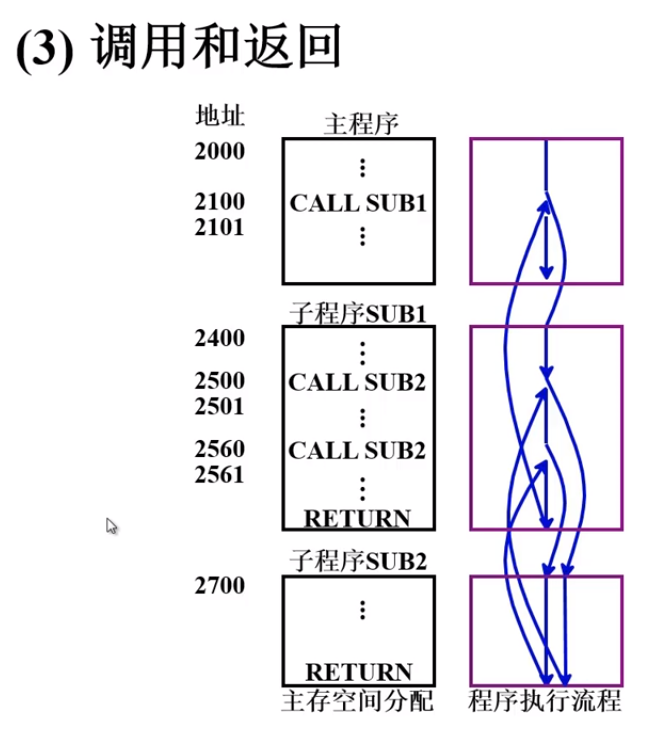 (3) 调用和返回
地址 主程序
2000
⋮
2100 CALL SUB1
2101
⋮
子程序SUB1
2400
⋮
2500 CALL SUB2
2501
⋮
2560 CALL SUB2
2561
⋮
RETURN
子程序SUB2
2700
⋮
RETURN
主存空间分配 程序执行流程